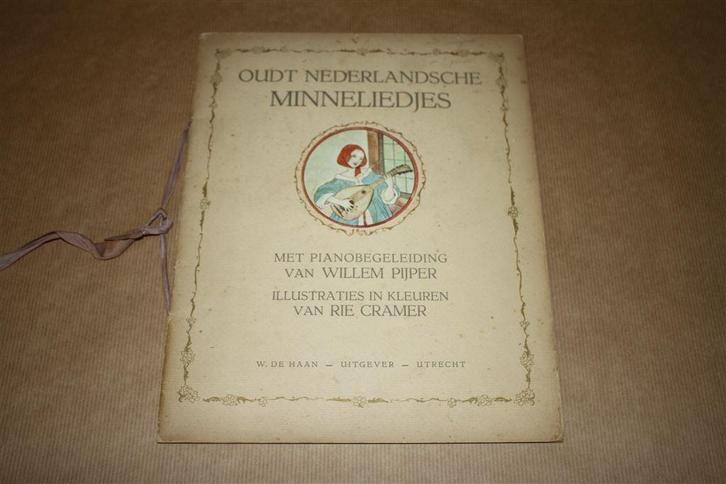 OUDT NEDERLANDSCHE
MINNELIEDJES
MET PIANOBEGELEIDING
VAN WILLEM PIJPER
ILLUSTRATIES IN KLEUREN
VAN RIE CRAMER
W. DE HAAN – UITGEVER – UTRECHT